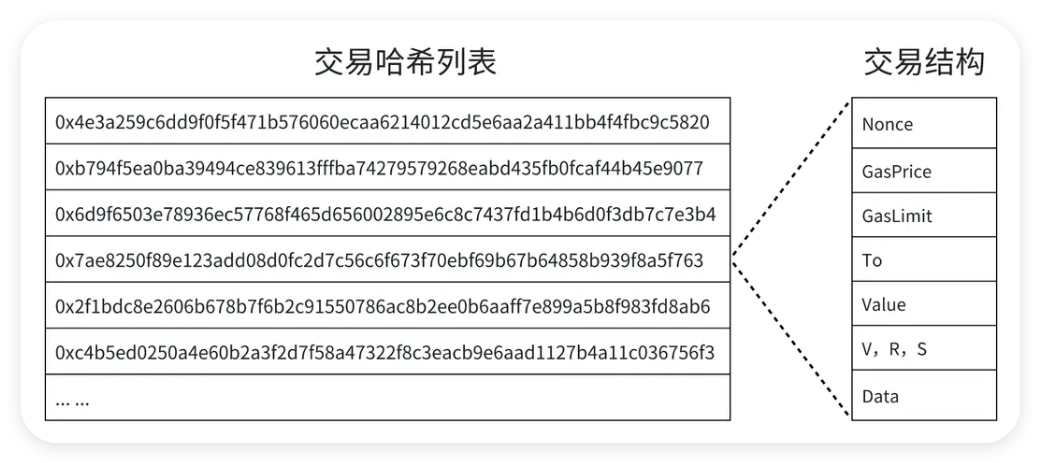 交易哈希列表
交易结构
0x4e3a259c6dd9f0f5f471b576060ecaa6214012cd5e6aa2a411bb4f4fbc9c5820
0xb794f5ea0ba39494ce839613fffba74279579268eabd435fb0fcaf44b45e9077
0x6d9f6503e78936ec57768f465d656002895e6c8c7437fd1b4b6d0f3db7c7e3b4
0x7ae8250f89e123add08d0fc2d7c56c6f673f70ebf69b67b64858b939f8a5f763
0x2f1bdc8e2606b678b7f6b2c91550786ac8b2ee0b6aaff7e899a5b8f983fd8ab6
0xc4b5ed0250a4e60b2a3f2d7f58a47322f8c3eacb9e6aad1127b4a11c036756f3
... ...
Nonce
GasPrice
GasLimit
To
Value
V，R，S
Data